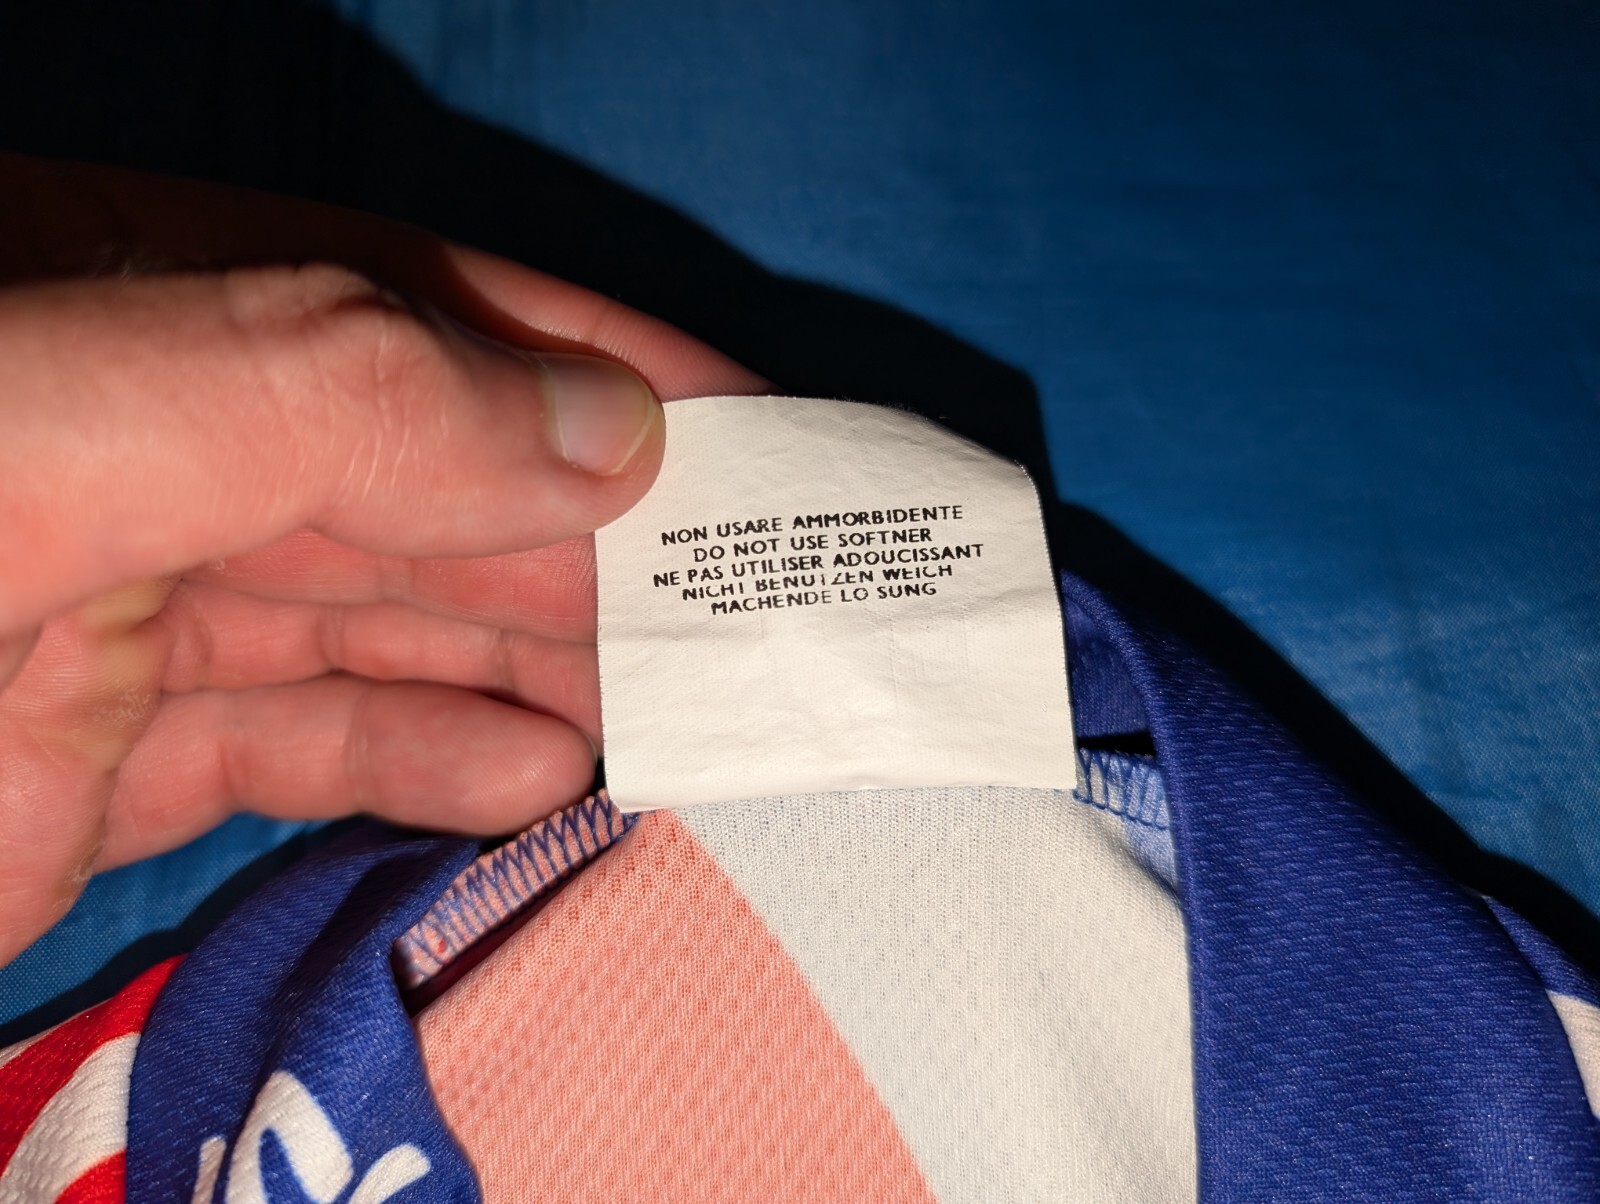 NON USARE AMMORBIDENTE
DO NOT USE SOFTNER
NE PAS UTILISER ADOUCISSANT
NICHT BENUTZEN WEICH
MACHENDE LO SUNG